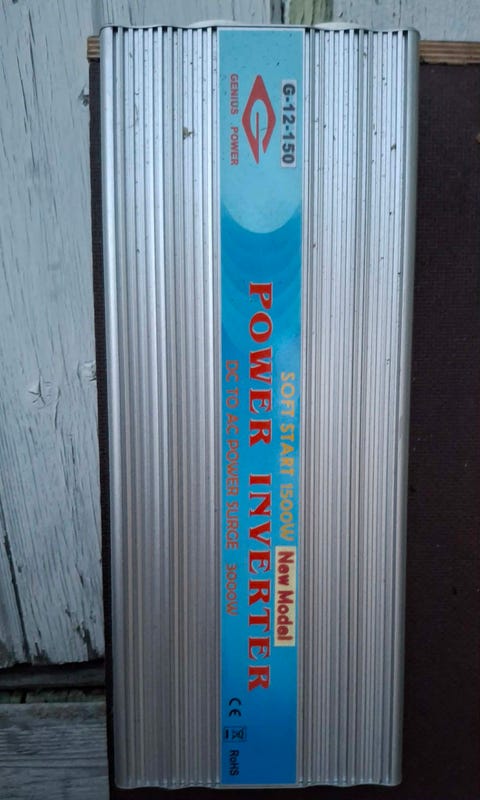 G-12-150
GENIUS POWER
SOFT START 1500W New Model
POWER INVERTER
DC TO AC POWER SURGE 3000W
CE RoHS